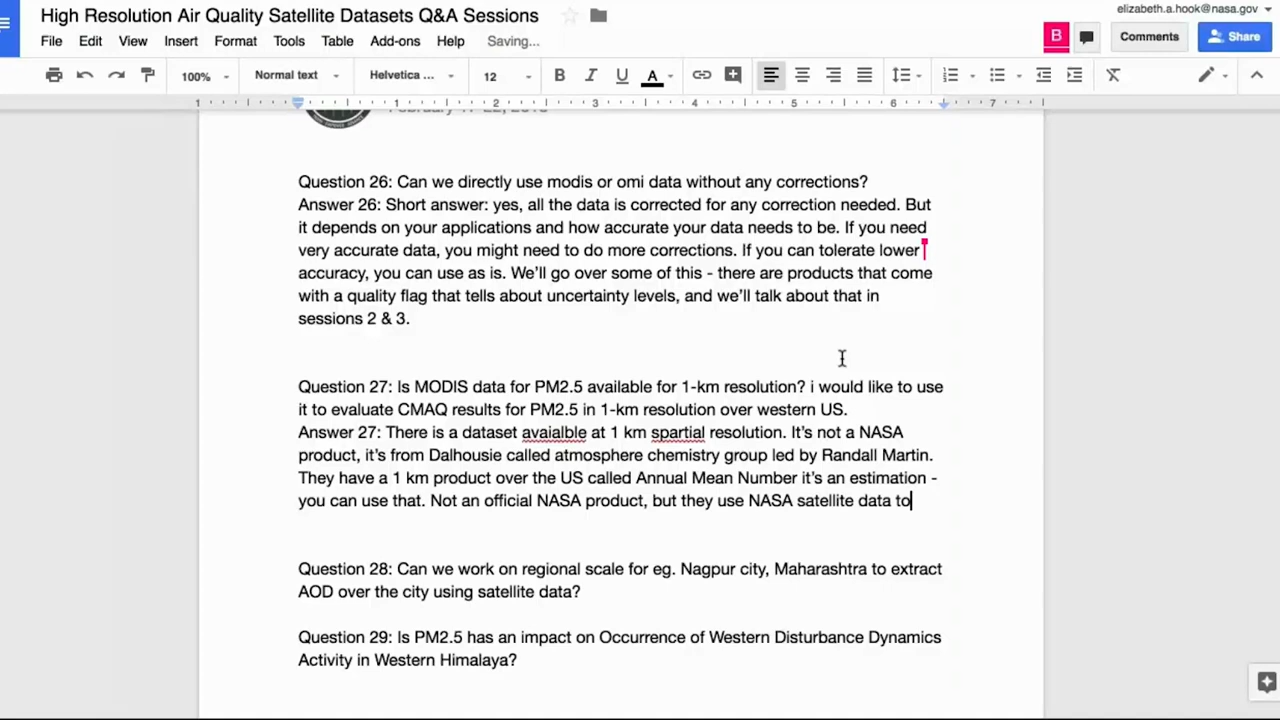 High Resolution Air Quality Satellite Datasets Q&A Sessions
elizabeth.a.hook@nasa.gov
File Edit View Insert Format Tools Table Add-ons Help Saving...
B Comments Share
100% Normal text Helvetica ... 12 B I U A
1 1 2 3 4 5 6 7
Question 26: Can we directly use modis or omi data without any corrections?
Answer 26: Short answer: yes, all the data is corrected for any correction needed. But
it depends on your applications and how accurate your data needs to be. If you need
very accurate data, you might need to do more corrections. If you can tolerate lower
accuracy, you can use as is. We'll go over some of this - there are products that come
with a quality flag that tells about uncertainty levels, and we'll talk about that in
sessions 2 & 3.
Question 27: Is MODIS data for PM2.5 available for 1-km resolution? i would like to use
it to evaluate CMAQ results for PM2.5 in 1-km resolution over western US.
Answer 27: There is a dataset avaialble at 1 km spartial resolution. It's not a NASA
product, it's from Dalhousie called atmosphere chemistry group led by Randall Martin.
They have a 1 km product over the US called Annual Mean Number it's an estimation -
you can use that. Not an official NASA product, but they use NASA satellite data to
Question 28: Can we work on regional scale for eg. Nagpur city, Maharashtra to extract
AOD over the city using satellite data?
Question 29: Is PM2.5 has an impact on Occurrence of Western Disturbance Dynamics
Activity in Western Himalaya?